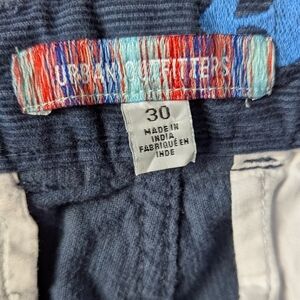 URBAN OUTFITTERS
30
MADE IN
INDIA
FABRIQUÉ EN
INDE